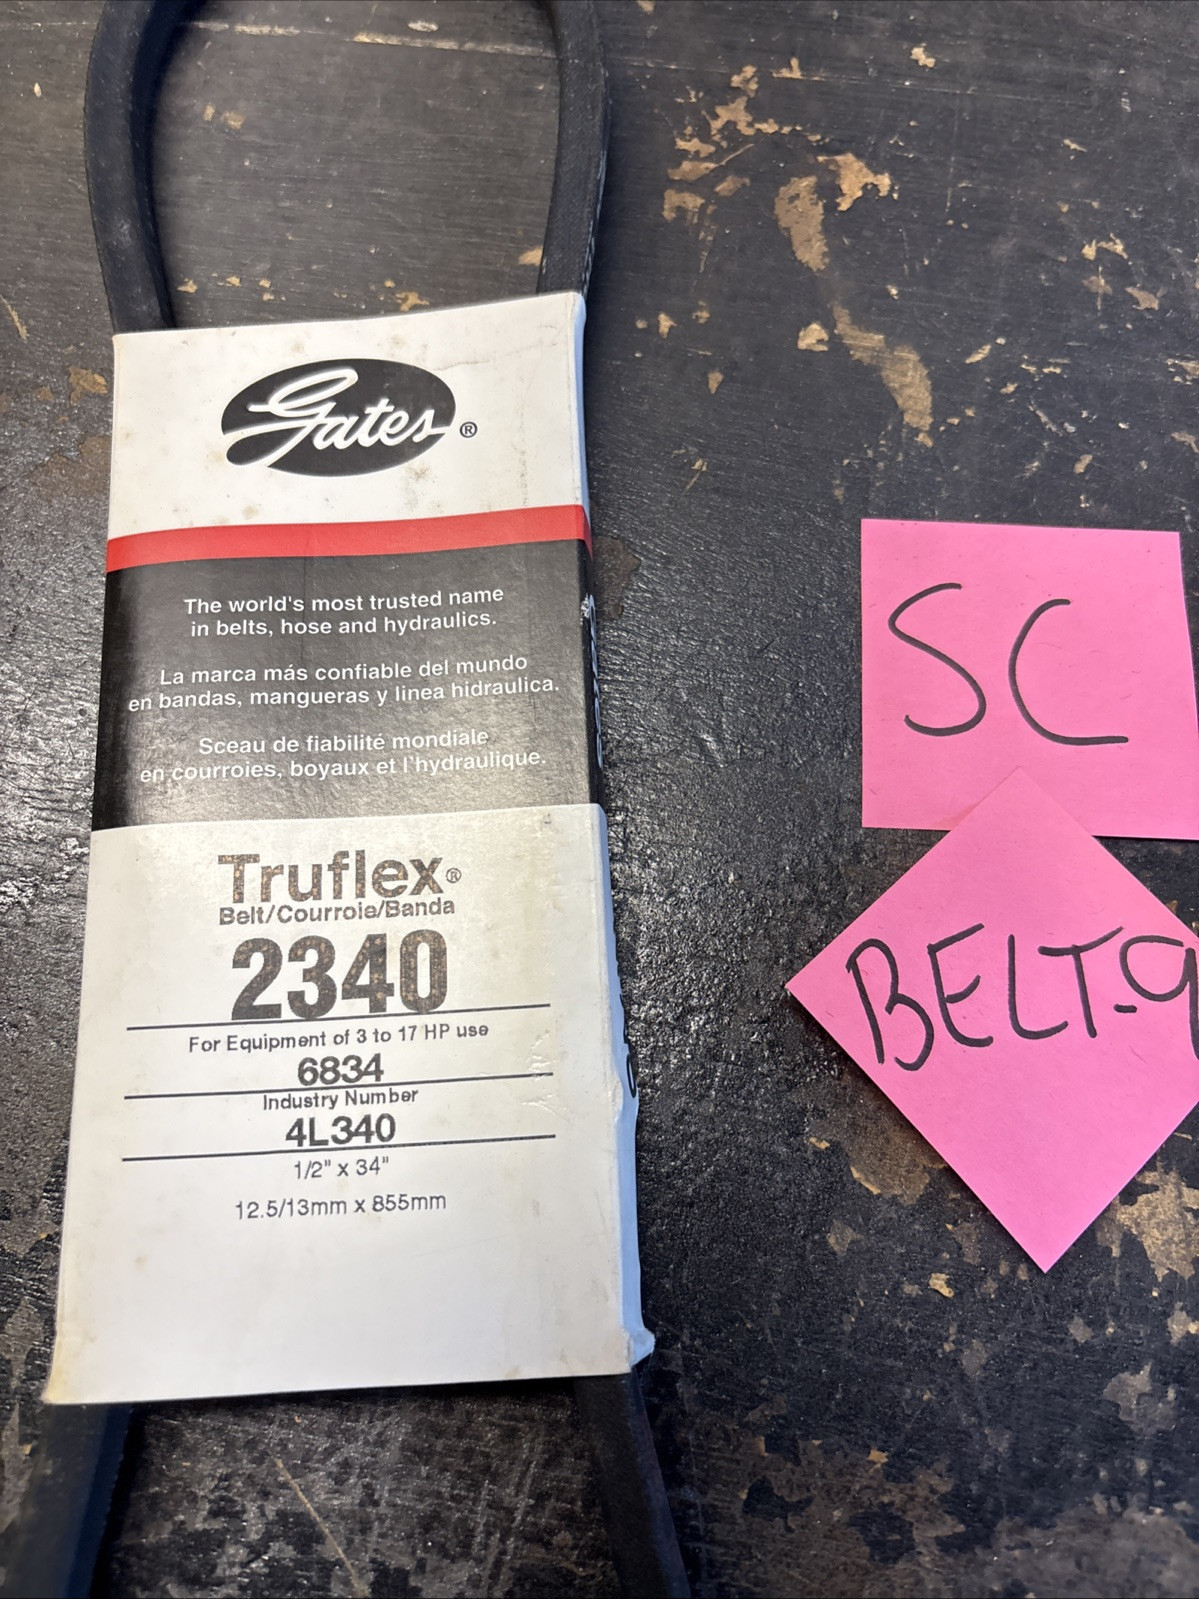 Gates®
The world's most trusted name
in belts, hose and hydraulics.
La marca más confiable del mundo
en bandas, mangueras y linea hidraulica.
Sceau de fiabilité mondiale
en courroies, boyaux et l'hydraulique.
Truflex®
Belt/Courroie/Banda
2340
For Equipment of 3 to 17 HP use
6834
Industry Number
4L340
1/2" x 34"
12.5/13mm x 855mm
SC
BELT-9